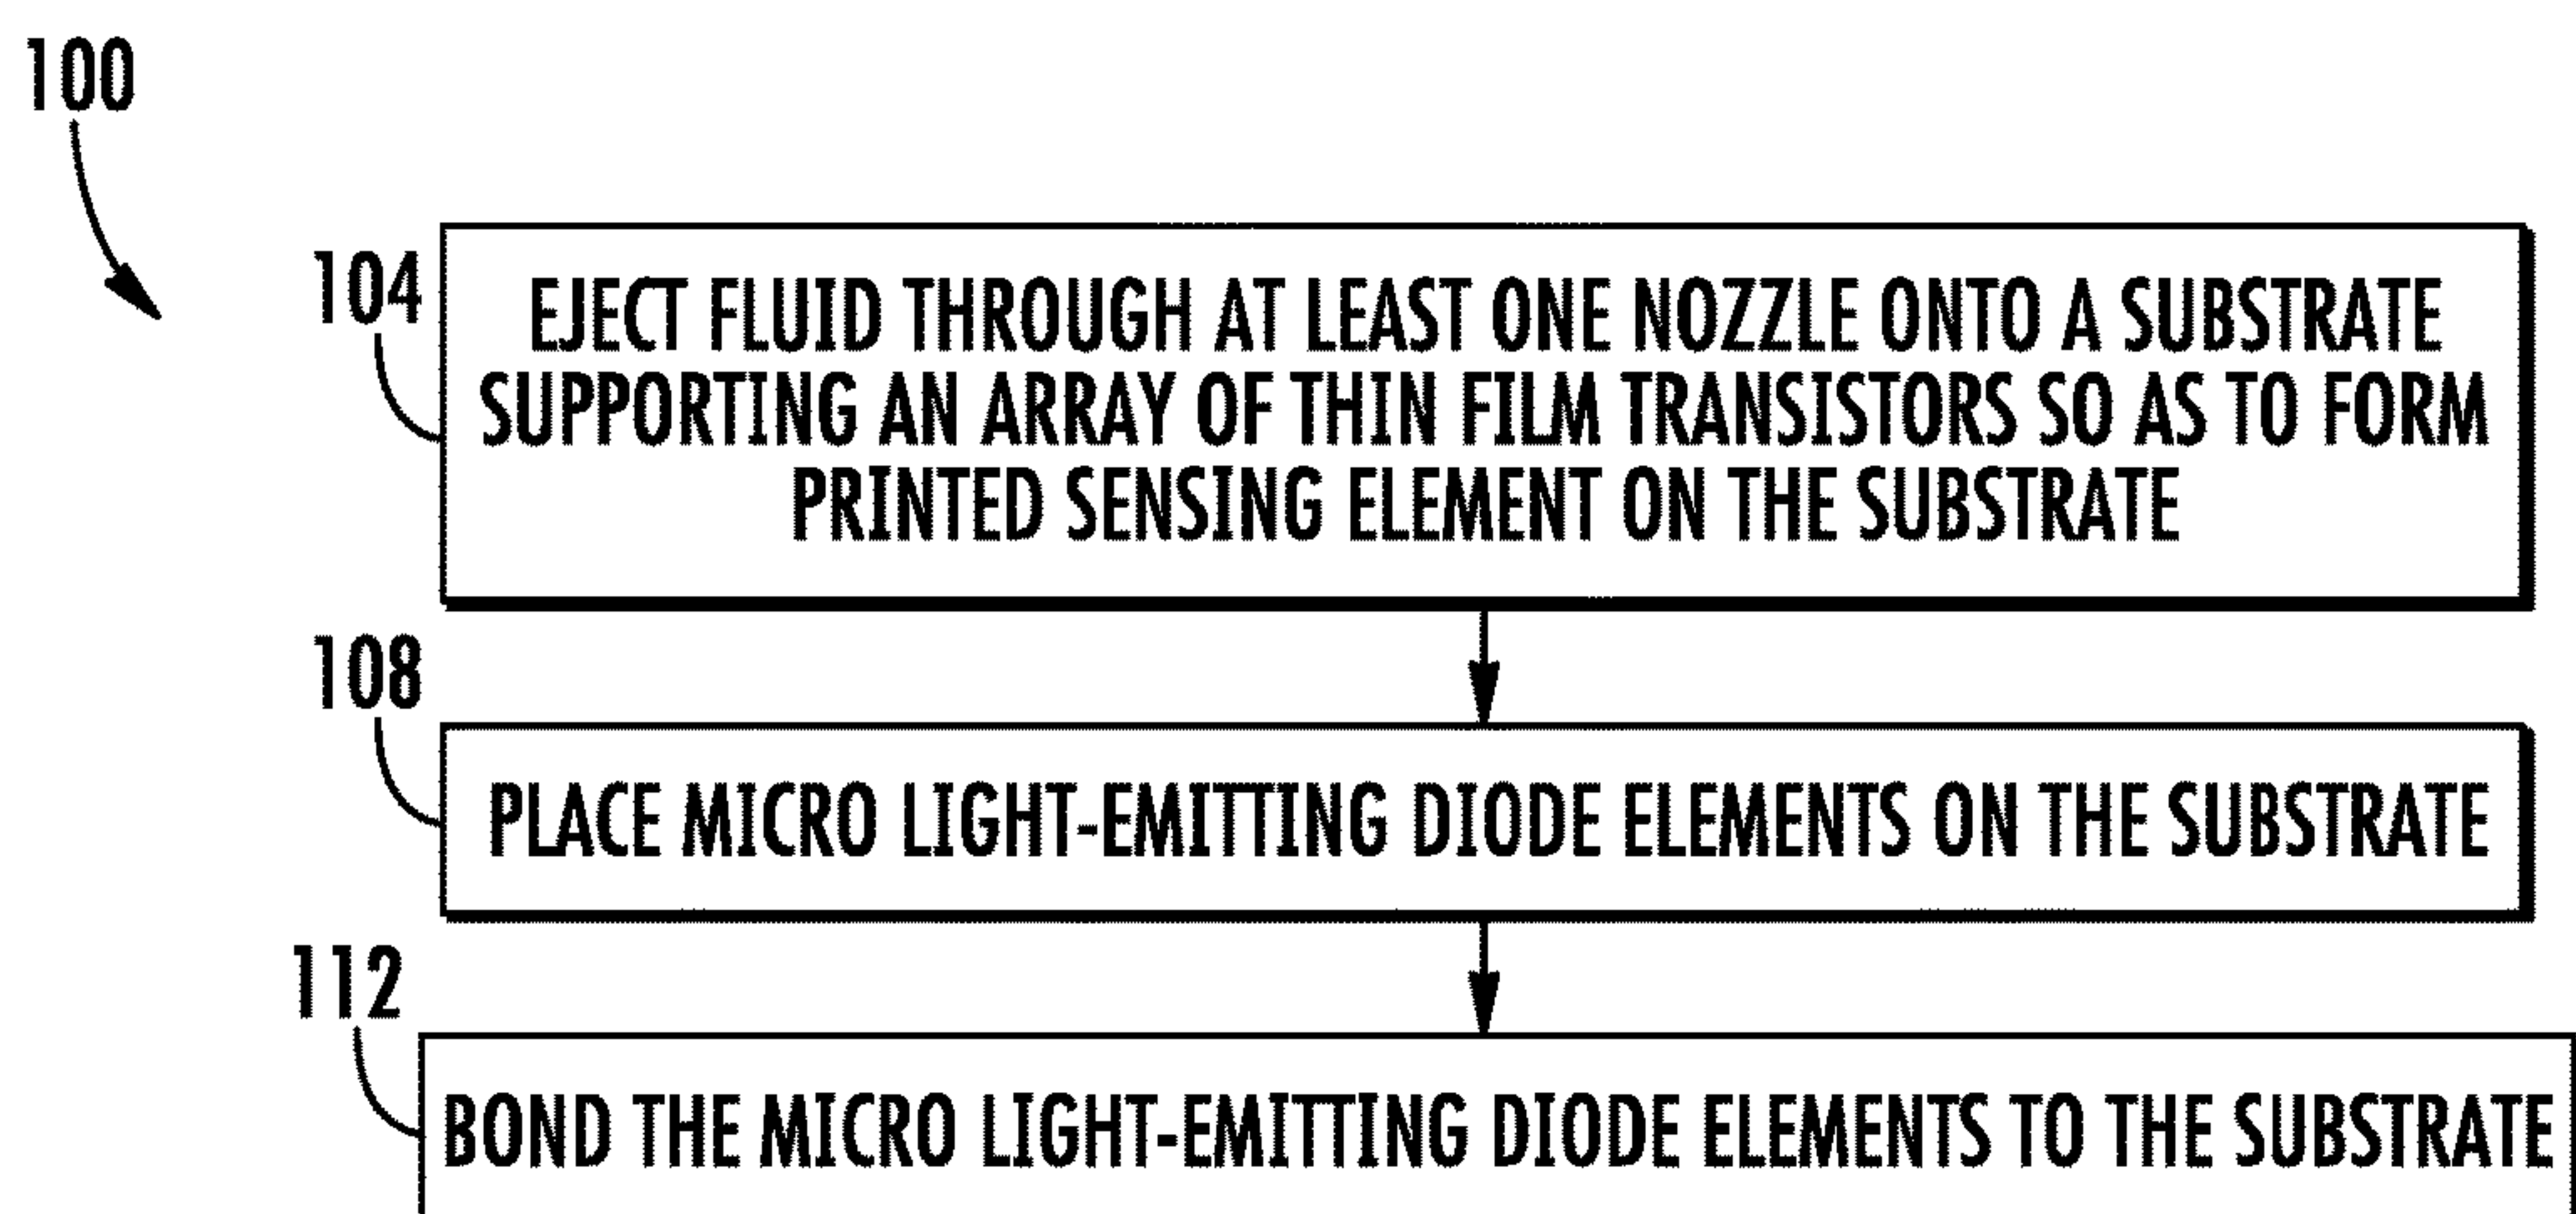 100
104
EJECT FLUID THROUGH AT LEAST ONE NOZZLE ONTO A SUBSTRATE
SUPPORTING AN ARRAY OF THIN FILM TRANSISTORS SO AS TO FORM
PRINTED SENSING ELEMENT ON THE SUBSTRATE
108
PLACE MICRO LIGHT-EMITTING DIODE ELEMENTS ON THE SUBSTRATE
112
BOND THE MICRO LIGHT-EMITTING DIODE ELEMENTS TO THE SUBSTRATE